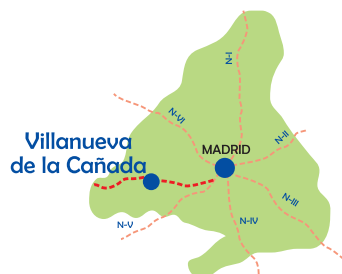 N-I
N-VI
N-II
Villanueva
de la Cañada
MADRID
N-III
N-V
N-IV